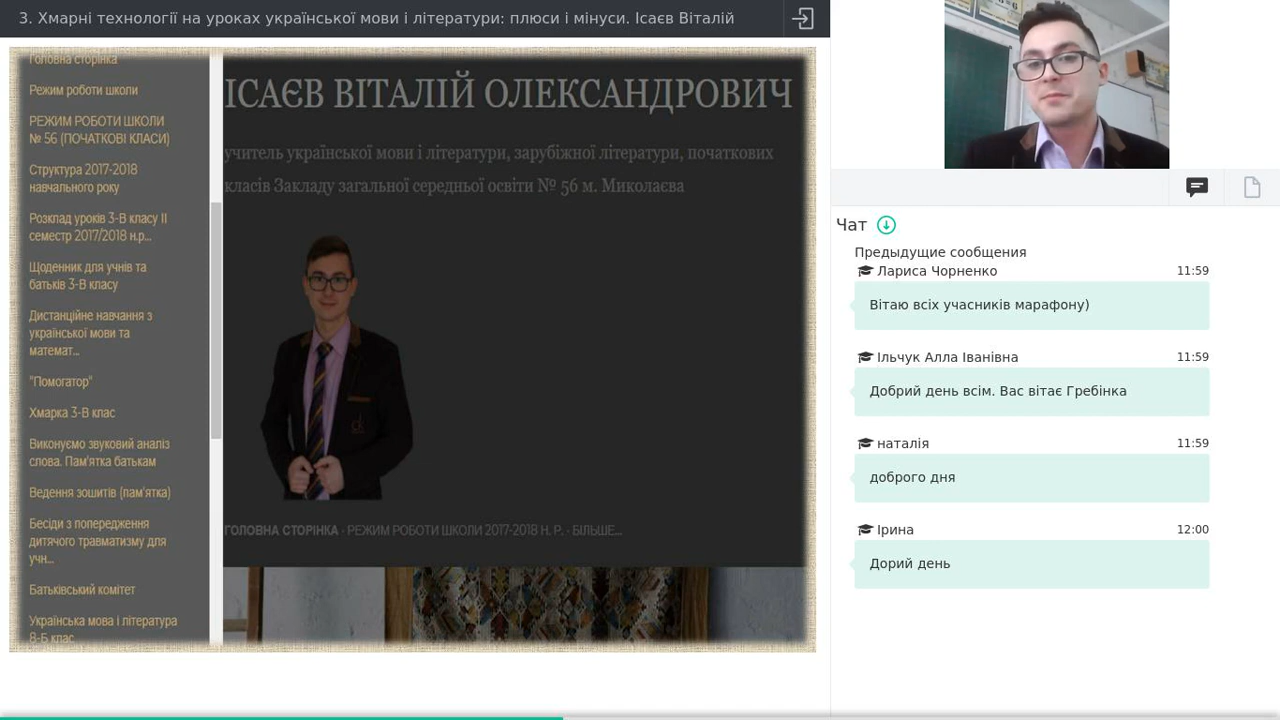 3. Хмарні технології на уроках української мови і літератури: плюси і мінуси. Ісаєв Віталій
Головна сторінка
Режим роботи школи
РЕЖИМ РОБОТИ ШКОЛИ
№ 56 (ПОЧАТКОВІ КЛАСИ)
Структура 2017-2018
навчального року
Розклад уроків 3-В класу ІІ
семестр 2017/2018 н.р...
Щоденник для учнів та
батьків 3-В класу
Дистанційне навчання з
української мови та
математ...
"Помогатор"
Хмарка 3-В клас
Виконуємо звуковий аналіз
слова. Пам'ятка батькам
Ведення зошитів (пам'ятка)
Бесіди з попередження
дитячого травматизму для
учн...
Батьківський комітет
Українська мова і література
8-Б клас
ІСАЄВ ВІТАЛІЙ ОЛЕКСАНДРОВИЧ
учитель української мови і літератури, зарубіжної літератури, початкових
класів Закладу загальної середньої освіти № 56 м. Миколаєва
ГОЛОВНА СТОРІНКА · РЕЖИМ РОБОТИ ШКОЛИ 2017-2018 Н. Р. · БІЛЬШЕ...
Чат
Предыдущие сообщения
Лариса Чорненко 11:59
Вітаю всіх учасників марафону)
Ільчук Алла Іванівна 11:59
Добрий день всім. Вас вітає Гребінка
наталія 11:59
доброго дня
Ірина 12:00
Дорий день